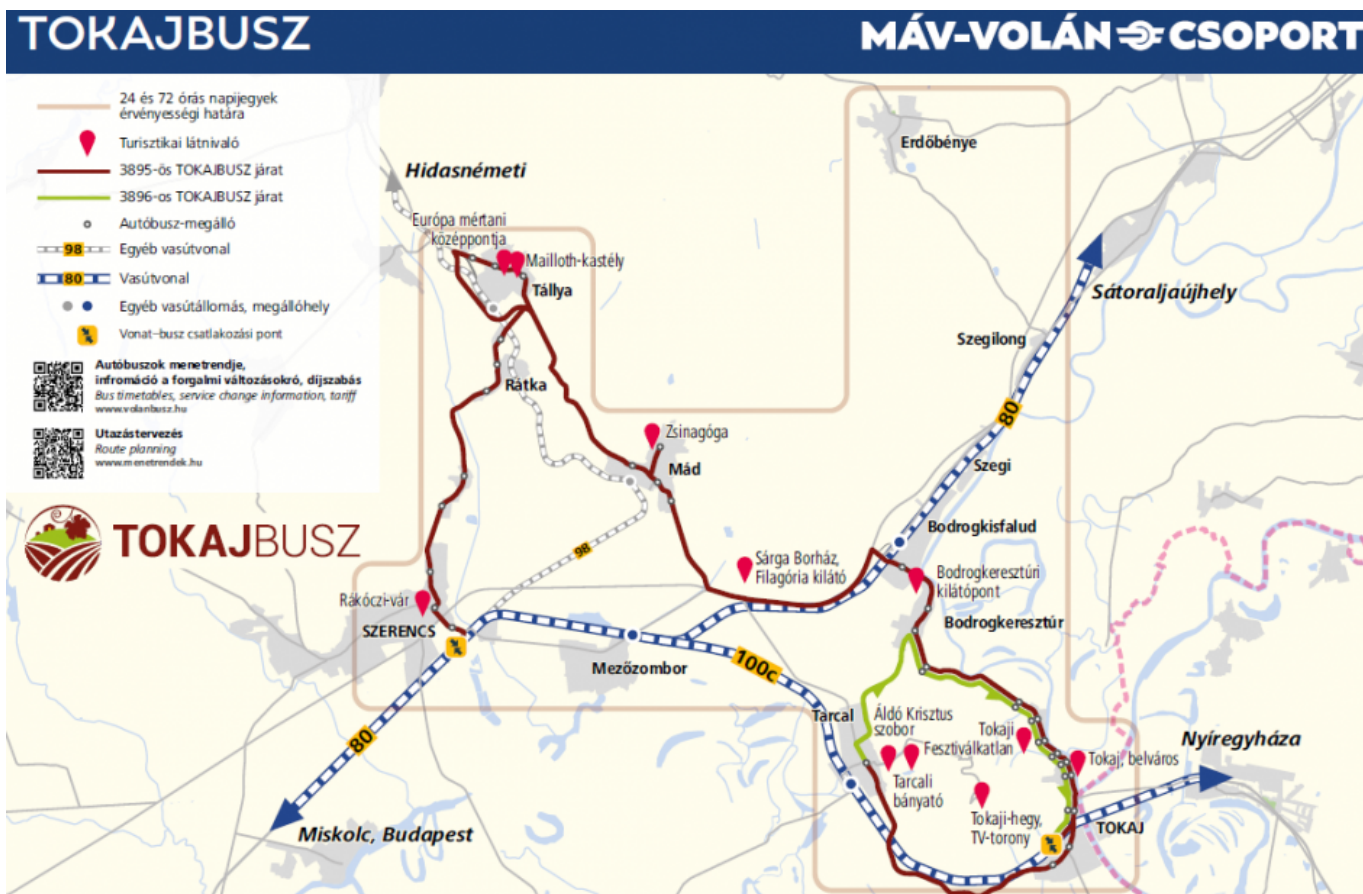 TOKAJBUSZ
MÁV-VOLÁN CSOPORT
24 és 72 órás napijegyek
érvényességi határa
Turisztikai látnivaló
3895-ös TOKAJBUSZ járat
3896-os TOKAJBUSZ járat
Autóbusz-megálló
98
Egyéb vasútvonal
80
Vasútvonal
Egyéb vasútállomás, megállóhely
Vonat–busz csatlakozási pont
Autóbuszok menetrendje,
infromáció a forgalmi változásokró, díjszabás
Bus timetables, service change information, tariff
www.volanbusz.hu
Utazástervezés
Route planning
www.menetrendek.hu
TOKAJBUSZ
Hidasnémeti
Erdőbénye
Európa mértani
középpontja
Mailloth-kastély
Tállya
Sátoraljaújhely
Szegilong
Rátka
80
Zsinagóga
Mád
Szegi
Bodrogkisfalud
98
Sárga Borház,
Filagória kilátó
Bodrogkeresztúri
kilátópont
Rákóczi-vár
SZERENCS
Bodrogkeresztúr
Mezőzombor
100c
Tarcal
Áldó Krisztus
szobor
Tokaji
Fesztiválkatlan
80
Nyíregyháza
Tokaj, belváros
Tarcali
bányató
Tokaji-hegy,
TV-torony
TOKAJ
Miskolc, Budapest